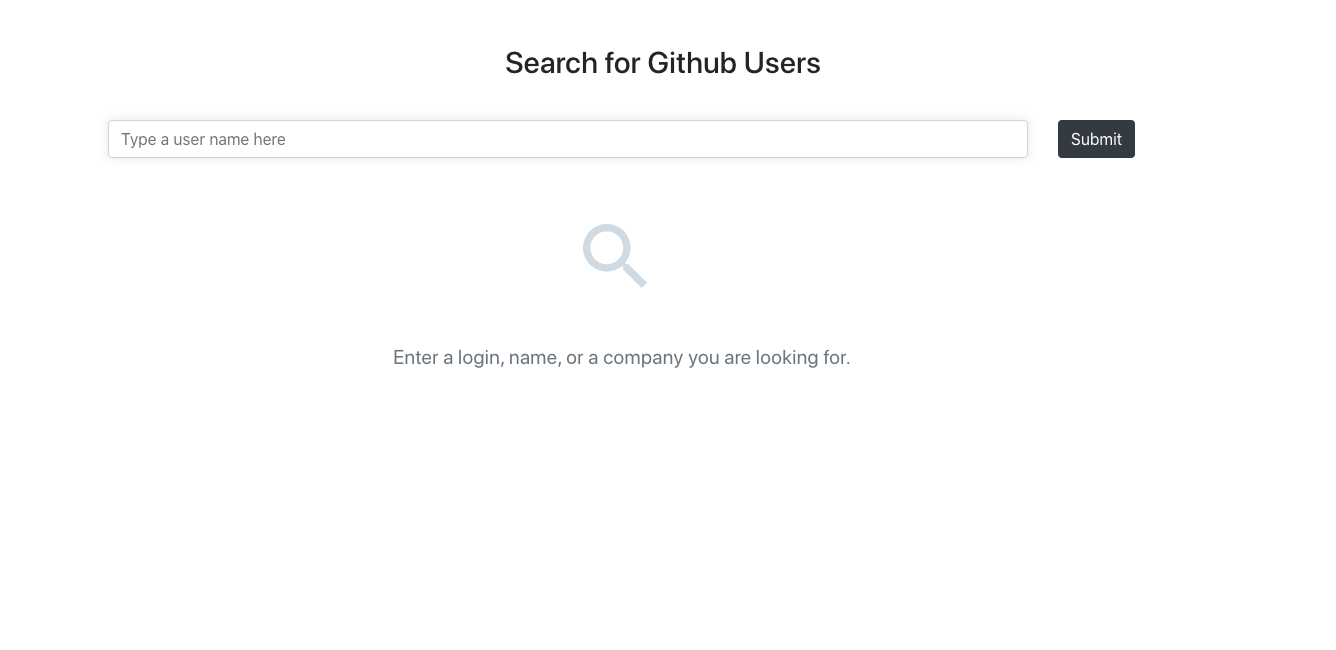 Search for Github Users
Type a user name here
Submit
Enter a login, name, or a company you are looking for.